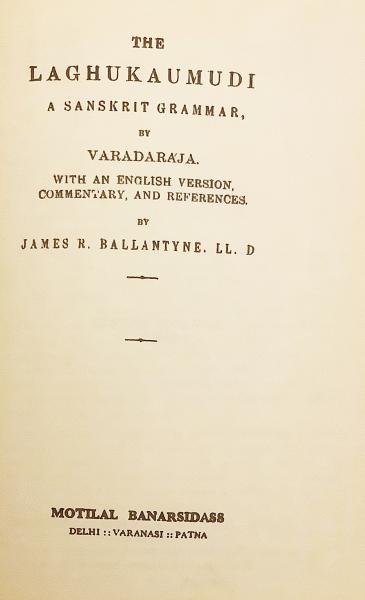 THE
LAGHUKAUMUDI
A SANSKRIT GRAMMAR,
BY
VARADARÁJA.
WITH AN ENGLISH VERSION,
COMMENTARY, AND REFERENCES.
BY
JAMES R. BALLANTYNE. LL. D
MOTILAL BANARSIDASS
DELHI :: VARANASI :: PATNA